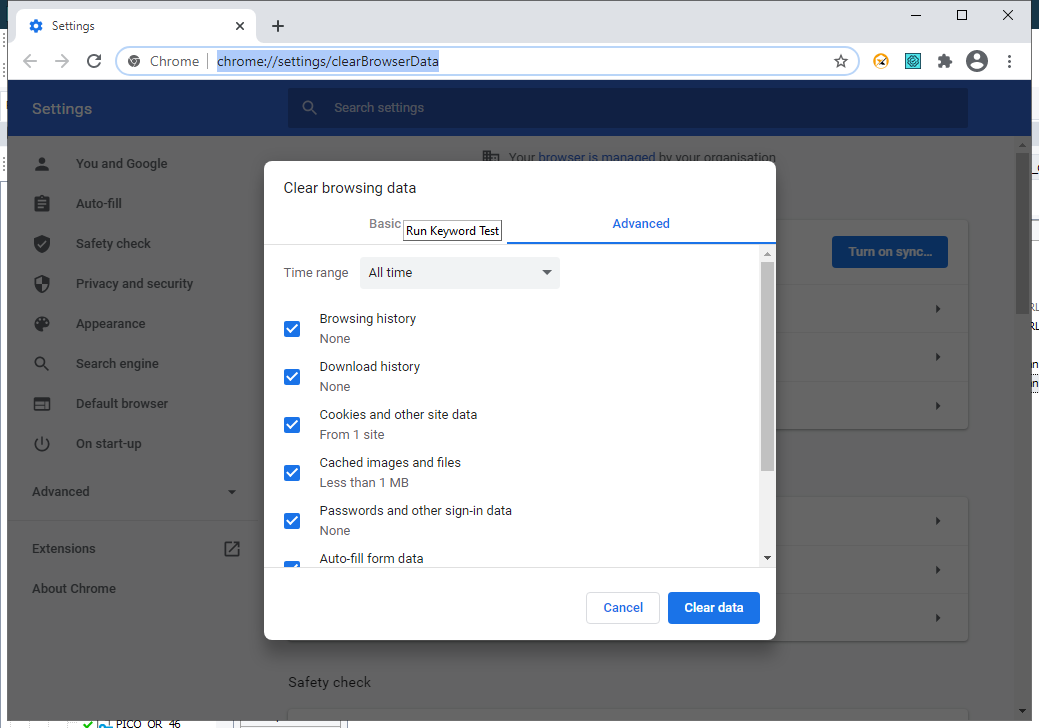 Settings
Chrome
chrome://settings/clearBrowserData
Settings
Search settings
Your browser is managed by your organisation
You and Google
Auto-fill
Safety check
Privacy and security
Appearance
Search engine
Default browser
On start-up
Advanced
Extensions
About Chrome
Turn on sync...
Clear browsing data
Basic
Run Keyword Test
Advanced
Time range
All time
Browsing history
None
Download history
None
Cookies and other site data
From 1 site
Cached images and files
Less than 1 MB
Passwords and other sign-in data
None
Auto-fill form data
Cancel
Clear data
Safety check
PICO_OR_46